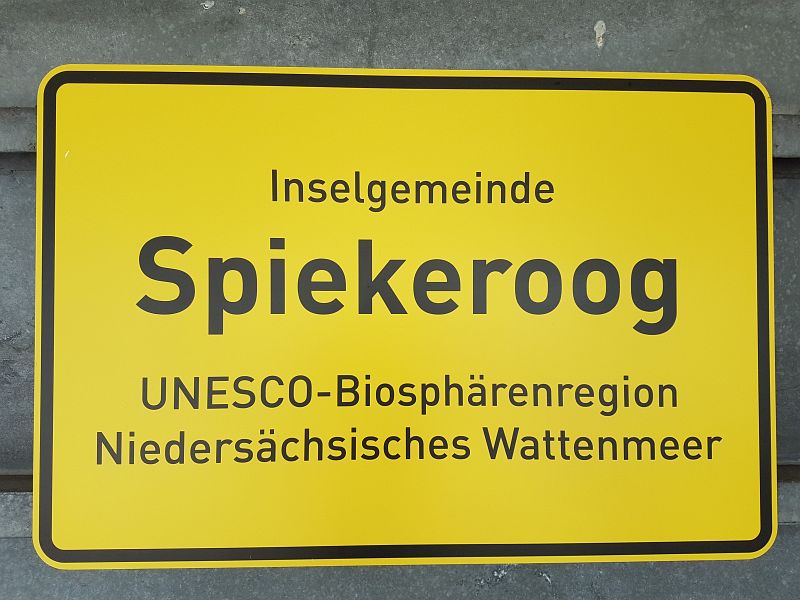 Inselgemeinde
Spiekeroog
UNESCO-Biosphärenregion
Niedersächsisches Wattenmeer